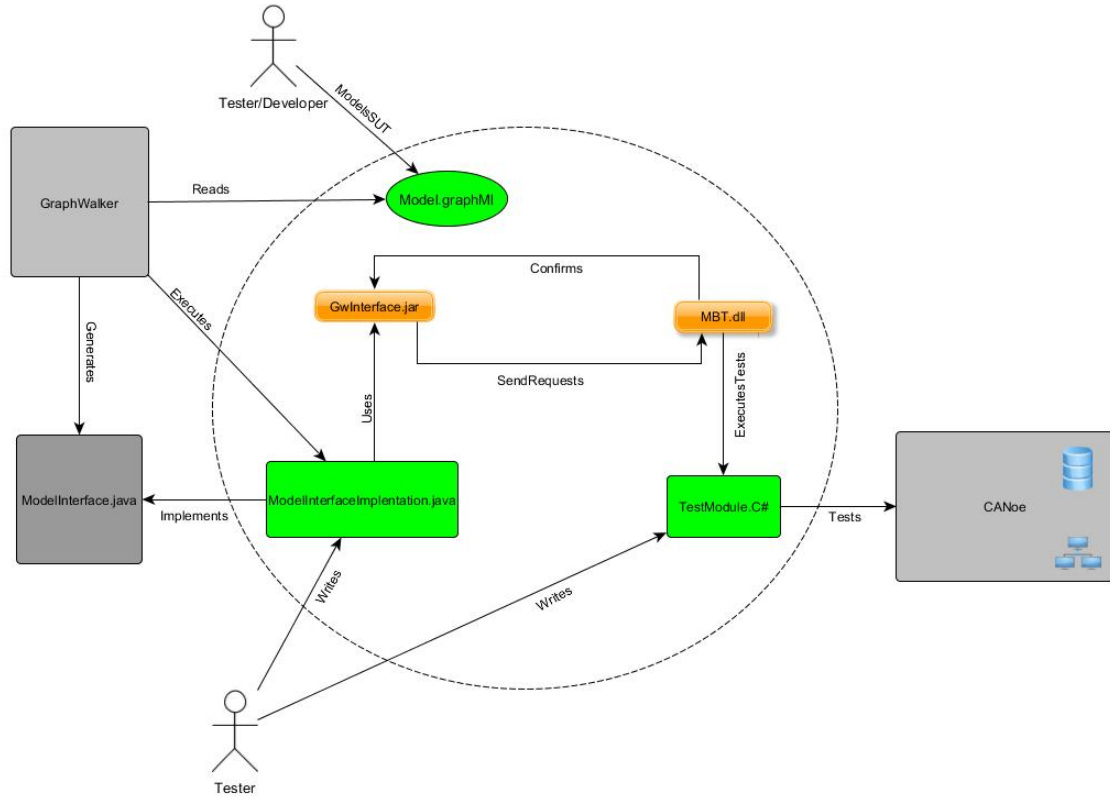 Tester/Developer
ModelsSUT
GraphWalker
Reads
Model.graphMl
Confirms
Executes
GwInterface.jar
MBT.dll
Generates
SendRequests
ExecutesTests
Uses
ModelInterface.java
Implements
ModelInterfaceImplentation.java
TestModule.C#
Tests
CANoe
Writes
Writes
Tester